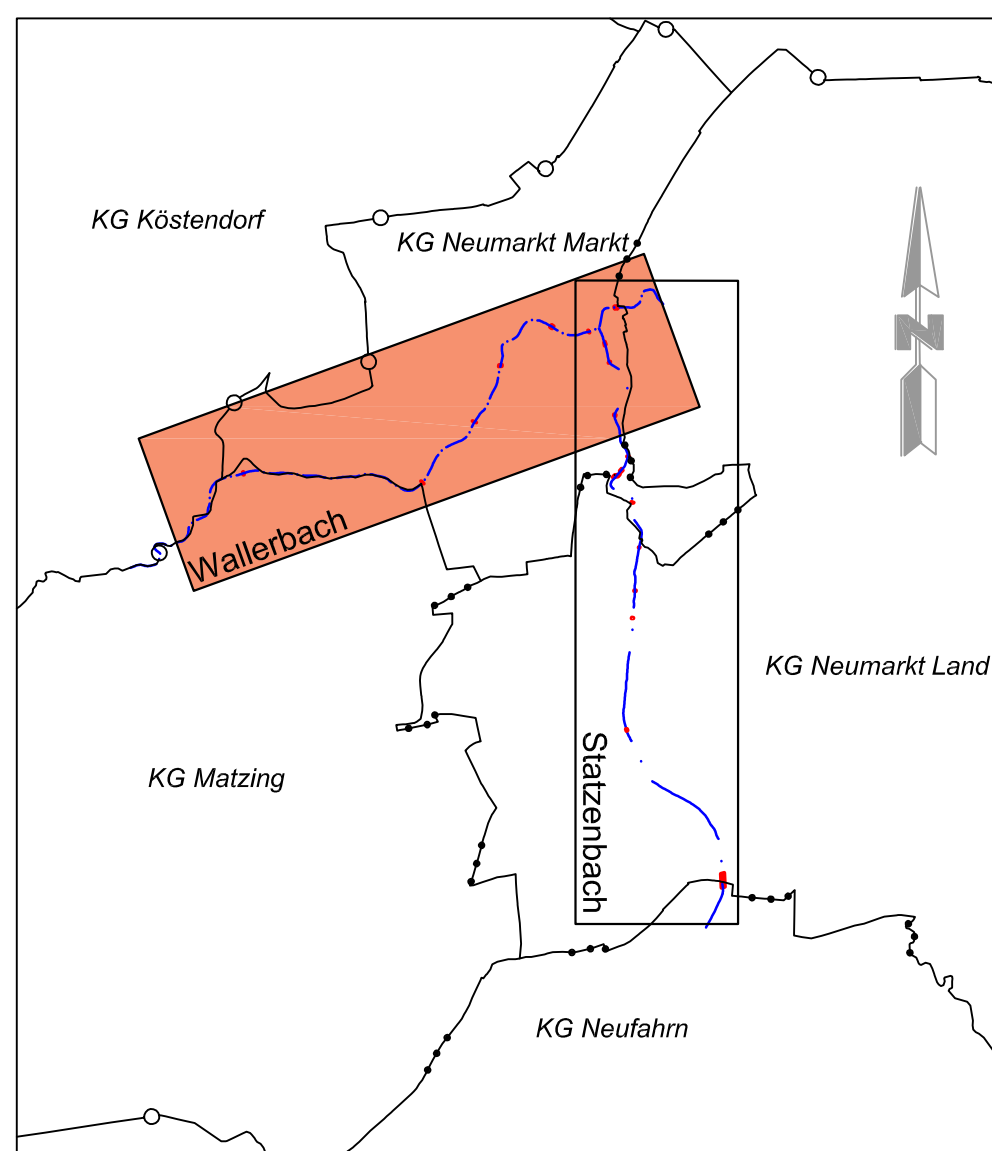 KG Köstendorf
KG Neumarkt Markt
N
Wallerbach
KG Neumarkt Land
Statzenbach
KG Matzing
KG Neufahrn